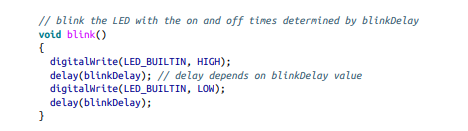 // blink the LED with the on and off times determined by blinkDelay
void blink()
{
  digitalWrite(LED_BUILTIN, HIGH);
  delay(blinkDelay); // delay depends on blinkDelay value
  digitalWrite(LED_BUILTIN, LOW);
  delay(blinkDelay);
}